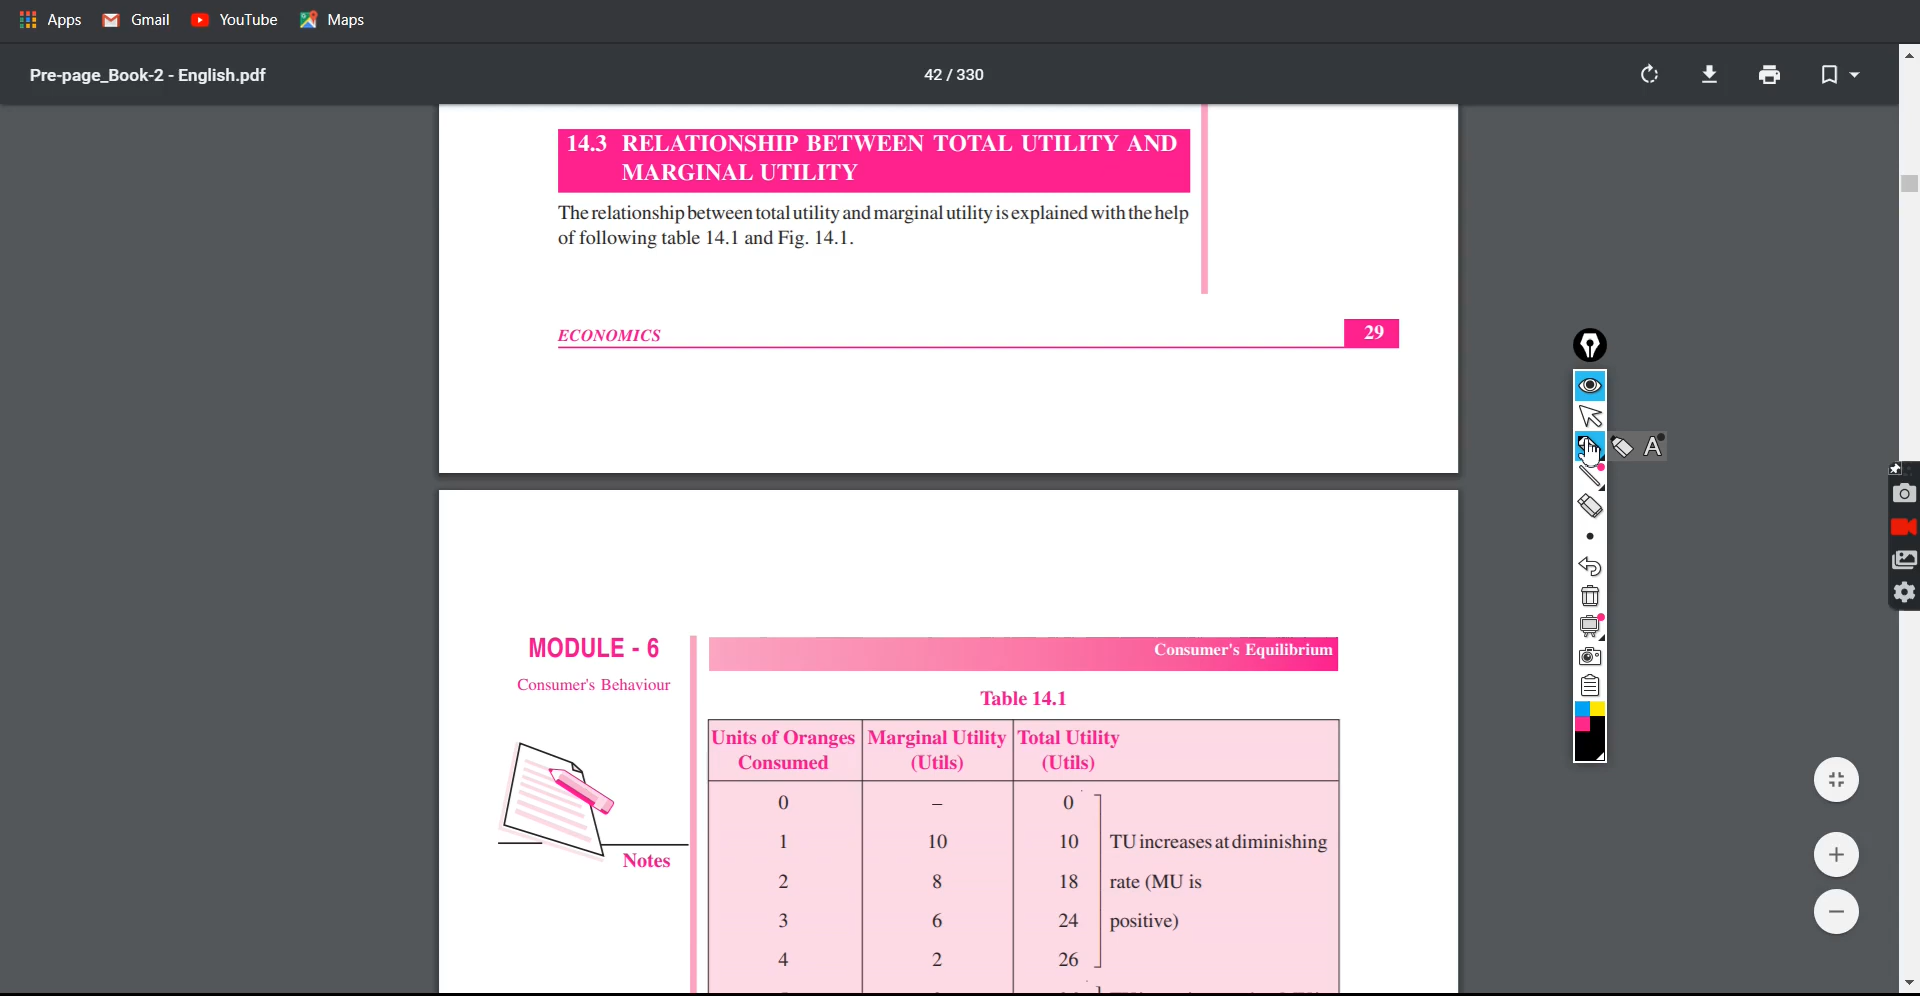 Apps Gmail YouTube Maps
Pre-page_Book-2 - English.pdf 42 / 330
14.3 RELATIONSHIP BETWEEN TOTAL UTILITY AND
MARGINAL UTILITY
The relationship between total utility and marginal utility is explained with the help
of following table 14.1 and Fig. 14.1.
ECONOMICS 29
A
MODULE - 6
Consumer's Equilibrium
Consumer's Behaviour
Table 14.1
Units of Oranges Marginal Utility Total Utility
Consumed (Utils) (Utils)
0 – 0
1 10 10 TU increases at diminishing
2 8 18 rate (MU is
3 6 24 positive)
4 2 26
Notes